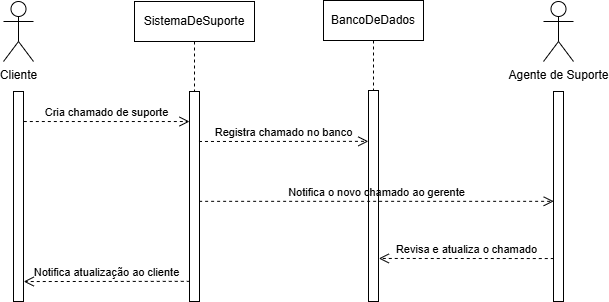 SistemaDeSuporte
BancoDeDados
Cliente
Agente de Suporte
Cria chamado de suporte
Registra chamado no banco
Notifica o novo chamado ao gerente
Revisa e atualiza o chamado
Notifica atualização ao cliente